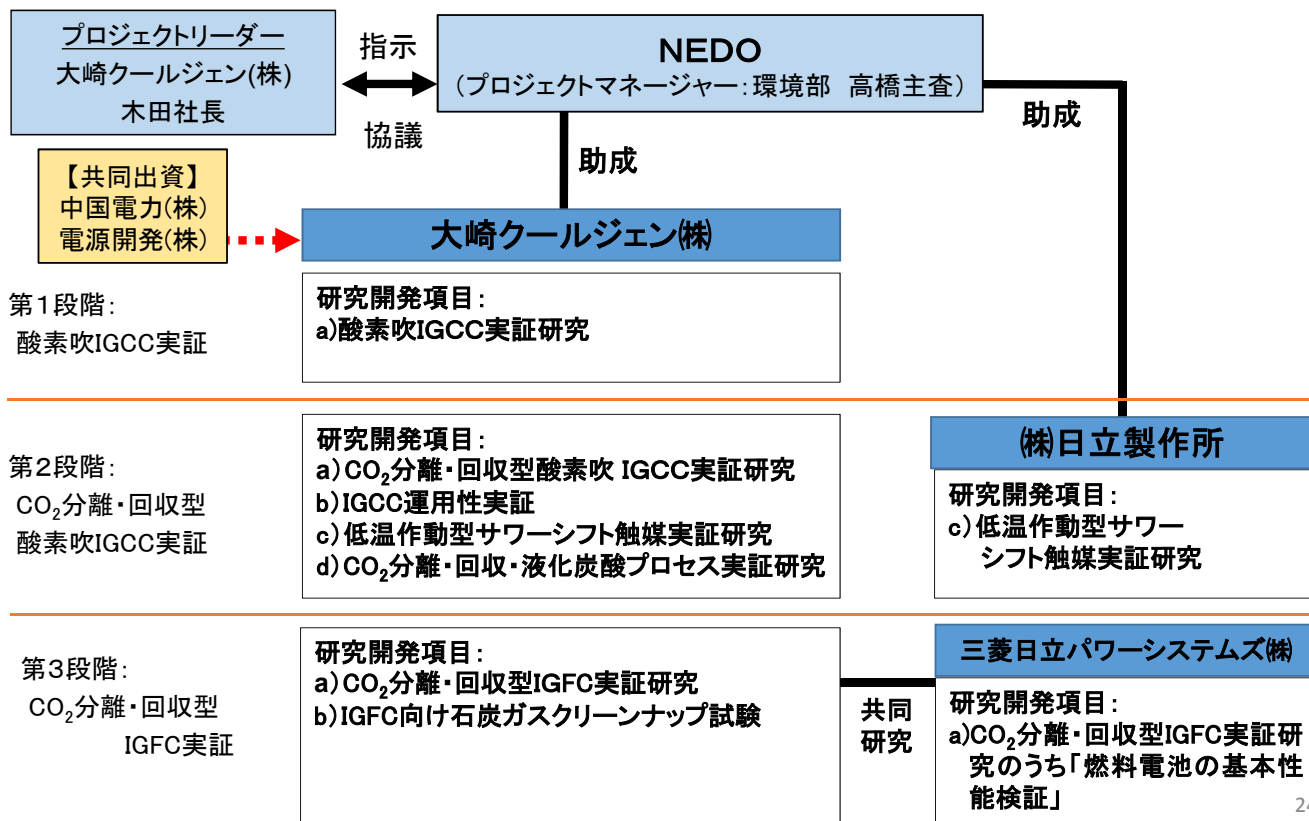 プロジェクトリーダー
大崎クールジェン(株)
木田社長
指示
協議
NEDO
(プロジェクトマネージャー:環境部 高橋主査)
助成
助成
【共同出資】
中国電力(株)
電源開発(株)
大崎クールジェン㈱
第1段階:
酸素吹IGCC実証
研究開発項目:
a)酸素吹IGCC実証研究
第2段階:
CO₂分離・回収型
酸素吹IGCC実証
研究開発項目:
a)CO₂分離・回収型酸素吹 IGCC実証研究
b)IGCC運用性実証
c)低温作動型サワーシフト触媒実証研究
d)CO₂分離・回収・液化炭酸プロセス実証研究
㈱日立製作所
研究開発項目:
c)低温作動型サワー
シフト触媒実証研究
第3段階:
CO₂分離・回収型
IGFC実証
研究開発項目:
a)CO₂分離・回収型IGFC実証研究
b)IGFC向け石炭ガスクリーンナップ試験
共同
研究
三菱日立パワーシステムズ㈱
研究開発項目:
a)CO₂分離・回収型IGFC実証研
究のうち「燃料電池の基本性
能検証」
24